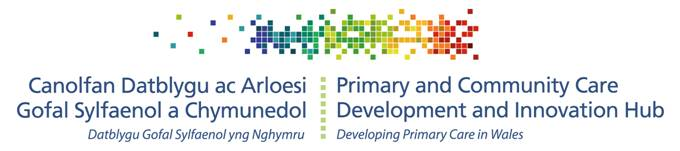 Canolfan Datblygu ac Arloesi
Gofal Sylfaenol a Chymunedol
Datblygu Gofal Sylfaenol yng Nghymru
Primary and Community Care
Development and Innovation Hub
Developing Primary Care in Wales